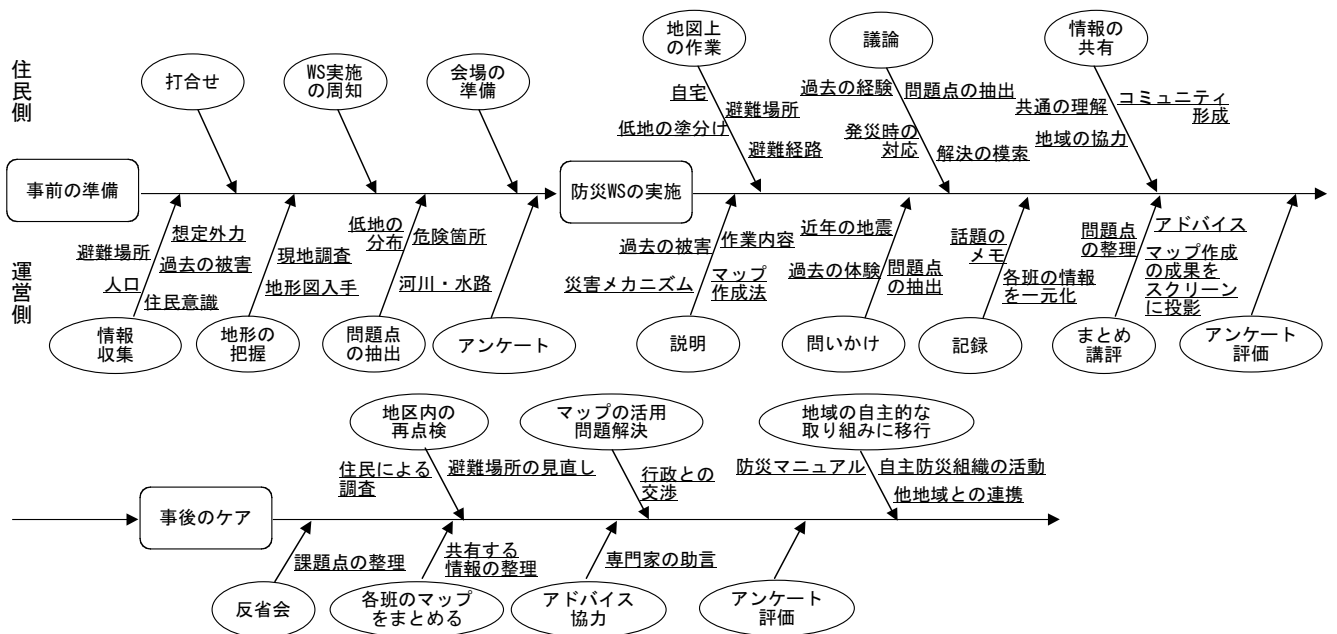 住民側
運営側
事前の準備
打合せ
WS実施
の周知
会場の
準備
避難場所
人口
想定外力
過去の被害
住民意識
情報
収集
現地調査
地形図入手
地形の
把握
低地の
分布
危険箇所
河川・水路
問題点
の抽出
アンケート
防災WSの実施
地図上
の作業
自宅
低地の塗分け
避難場所
避難経路
議論
過去の経験
発災時の
対応
問題点の抽出
解決の模索
情報の
共有
共通の理解
地域の協力
コミュニティ
形成
過去の被害
災害メカニズム
作業内容
マップ
作成法
説明
近年の地震
過去の体験
問題点
の抽出
問いかけ
話題の
メモ
各班の情報
を一元化
記録
問題点
の整理
アドバイス
マップ作成
の成果を
スクリーン
に投影
まとめ
講評
アンケート
評価
事後のケア
地区内の
再点検
住民による
調査
避難場所の見直し
マップの活用
問題解決
行政との
交渉
地域の自主的な
取り組みに移行
防災マニュアル
自主防災組織の活動
他地域との連携
課題点の整理
反省会
共有する
情報の整理
各班のマップ
をまとめる
専門家の助言
アドバイス
協力
アンケート
評価